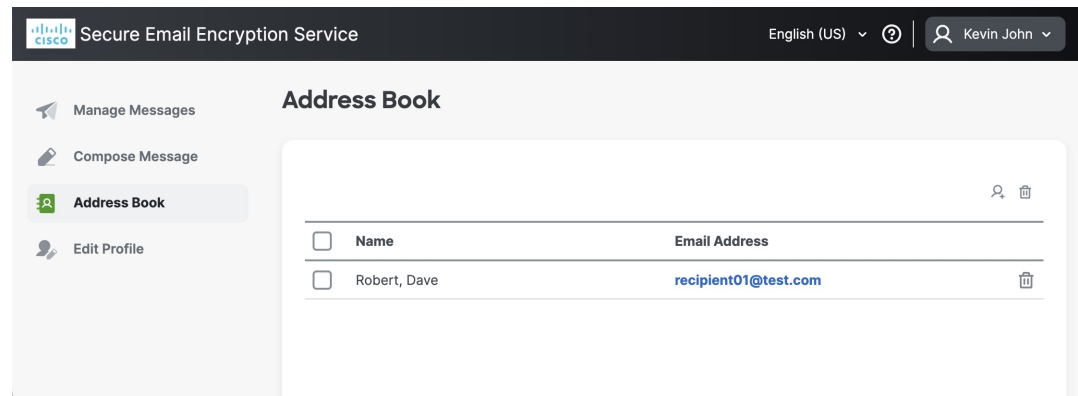 CISCO Secure Email Encryption Service English (US) Kevin John
Address Book
Manage Messages
Compose Message
Address Book
Edit Profile
Name Email Address
Robert, Dave recipient01@test.com